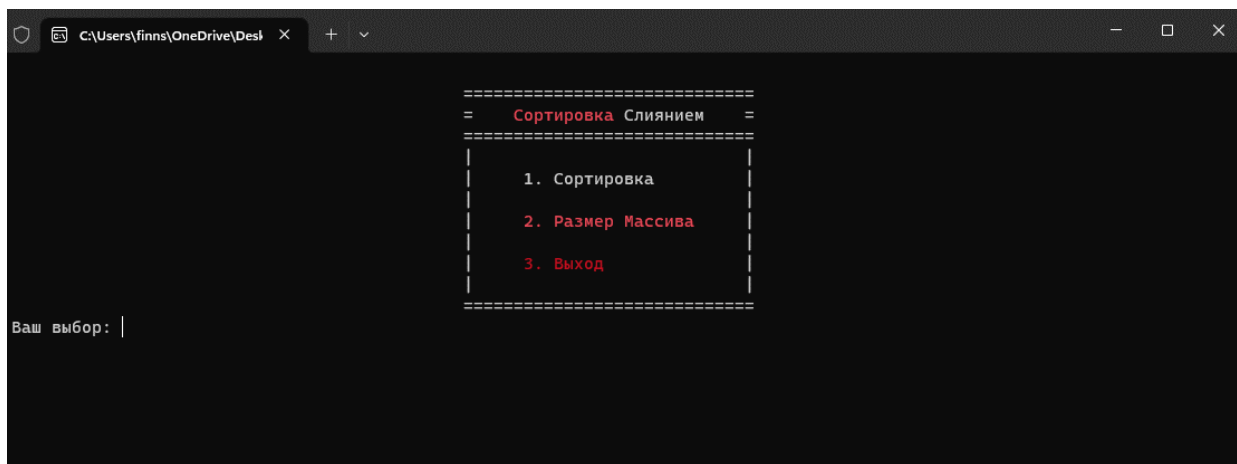 C:\Users\finns\OneDrive\Desk
============================= 
= Сортировка Слиянием =
=============================
1. Сортировка
2. Размер Массива
3. Выход
=============================
Ваш выбор: